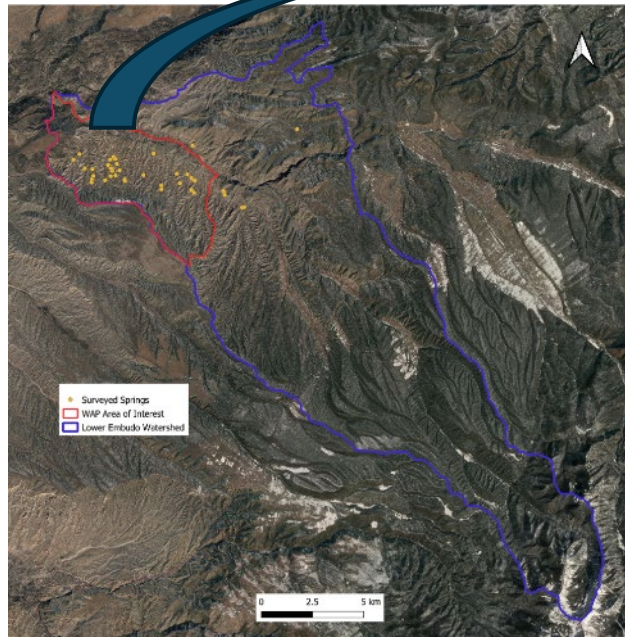 Surveyed Springs
WAP Area of Interest
Lower Embudo Watershed
0 2.5 5 km